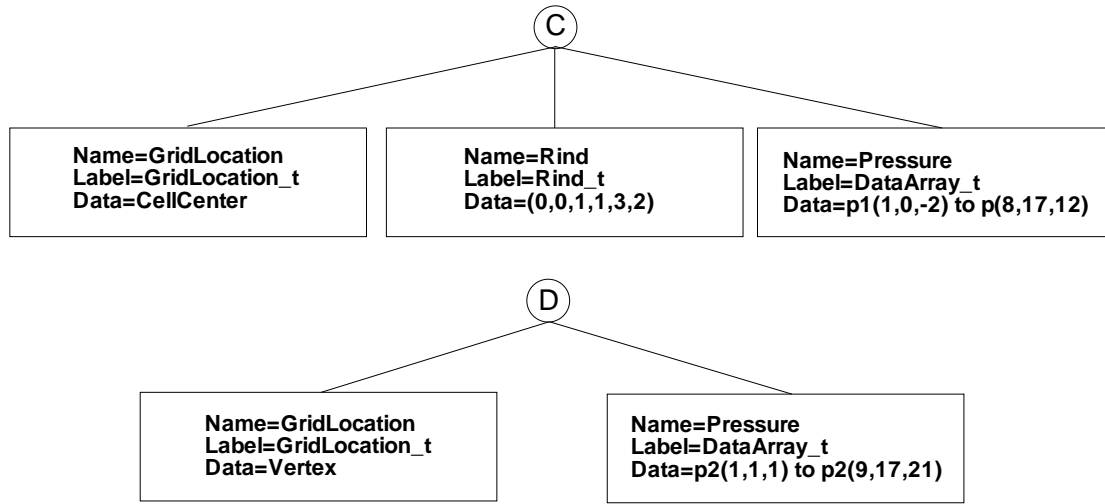 C
Name=GridLocation
Label=GridLocation_t
Data=CellCenter
Name=Rind
Label=Rind_t
Data=(0,0,1,1,3,2)
Name=Pressure
Label=DataArray_t
Data=p1(1,0,-2) to p(8,17,12)
D
Name=GridLocation
Label=GridLocation_t
Data=Vertex
Name=Pressure
Label=DataArray_t
Data=p2(1,1,1) to p2(9,17,21)